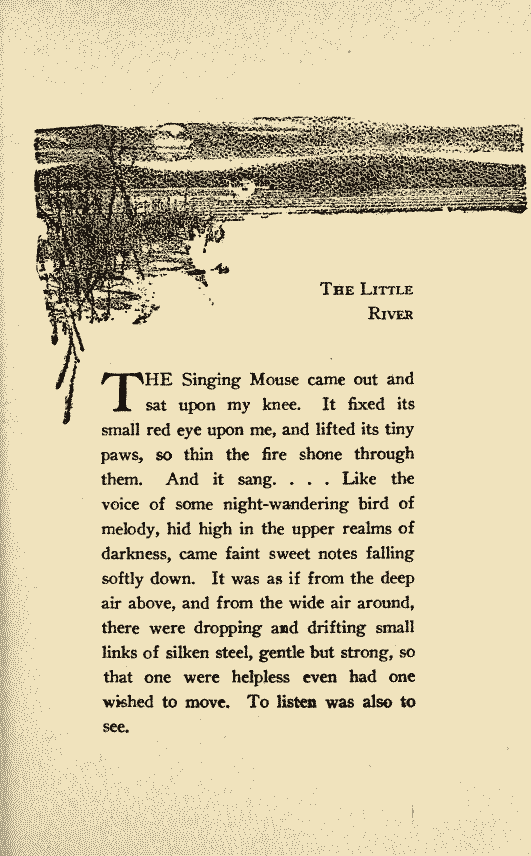 The Little
River
THE Singing Mouse came out and
sat upon my knee. It fixed its
small red eye upon me, and lifted its tiny
paws, so thin the fire shone through
them. And it sang. . . . Like the
voice of some night-wandering bird of
melody, hid high in the upper realms of
darkness, came faint sweet notes falling
softly down. It was as if from the deep
air above, and from the wide air around,
there were dropping and drifting small
links of silken steel, gentle but strong, so
that one were helpless even had one
wished to move. To listen was also to
see.